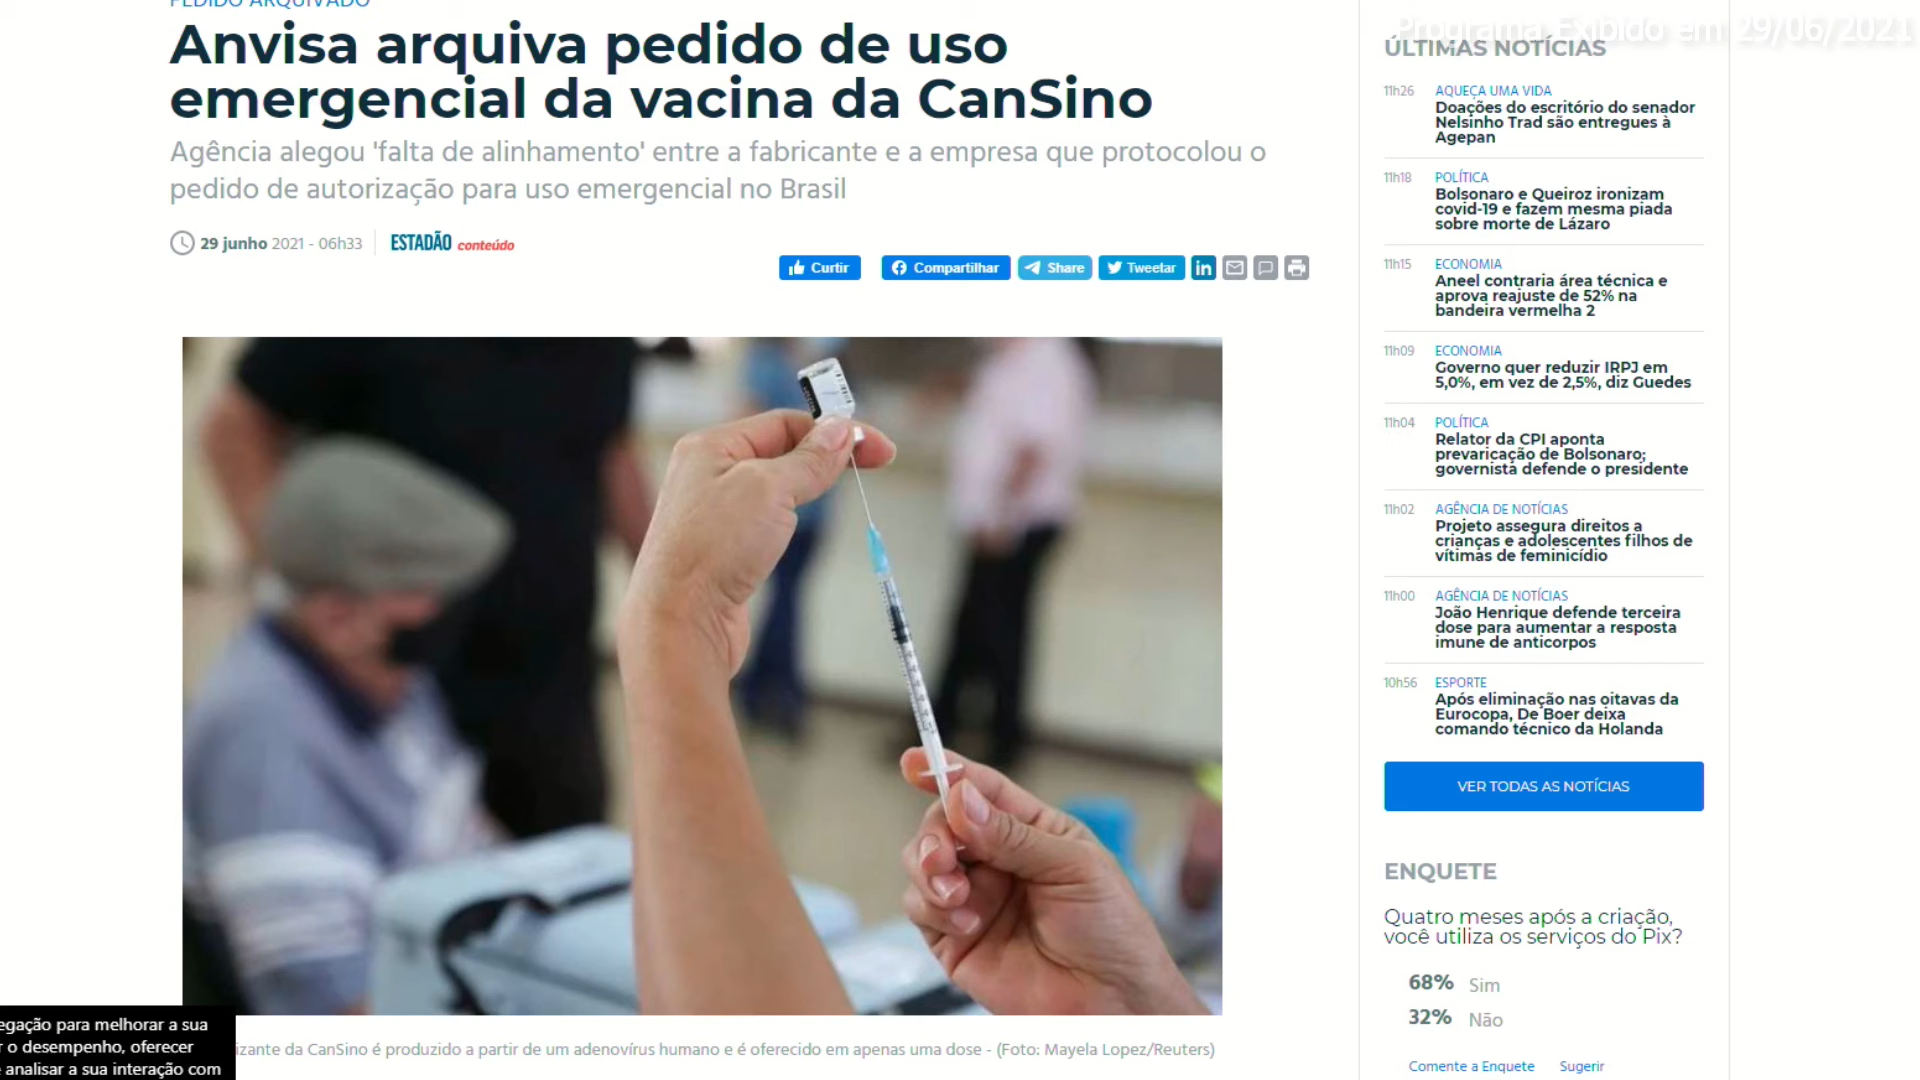 PEDIDO ARQUIVADO
Anvisa arquiva pedido de uso
emergencial da vacina da CanSino
Agência alegou 'falta de alinhamento' entre a fabricante e a empresa que protocolou o
pedido de autorização para uso emergencial no Brasil
29 junho 2021 - 06h33
ESTADÃO conteúdo
Curtir
Compartilhar
Share
Tweetar
egação para melhorar a sua
r o desempenho, oferecer
e analisar a sua interação com
izante da CanSino é produzido a partir de um adenovírus humano e é oferecido em apenas uma dose - (Foto: Mayela Lopez/Reuters)
Programa Exibido em 29/06/2021
ÚLTIMAS NOTÍCIAS
11h26 AQUEÇA UMA VIDA
Doações do escritório do senador
Nelsinho Trad são entregues à
Agepan
11h18 POLÍTICA
Bolsonaro e Queiroz ironizam
covid-19 e fazem mesma piada
sobre morte de Lázaro
11h15 ECONOMIA
Aneel contraria área técnica e
aprova reajuste de 52% na
bandeira vermelha 2
11h09 ECONOMIA
Governo quer reduzir IRPJ em
5,0%, em vez de 2,5%, diz Guedes
11h04 POLÍTICA
Relator da CPI aponta
prevaricação de Bolsonaro;
governista defende o presidente
11h02 AGÊNCIA DE NOTÍCIAS
Projeto assegura direitos a
crianças e adolescentes filhos de
vítimas de feminicídio
11h00 AGÊNCIA DE NOTÍCIAS
João Henrique defende terceira
dose para aumentar a resposta
imune de anticorpos
10h56 ESPORTE
Após eliminação nas oitavas da
Eurocopa, De Boer deixa
comando técnico da Holanda
VER TODAS AS NOTÍCIAS
ENQUETE
Quatro meses após a criação,
você utiliza os serviços do Pix?
68% Sim
32% Não
Comente a Enquete
Sugerir